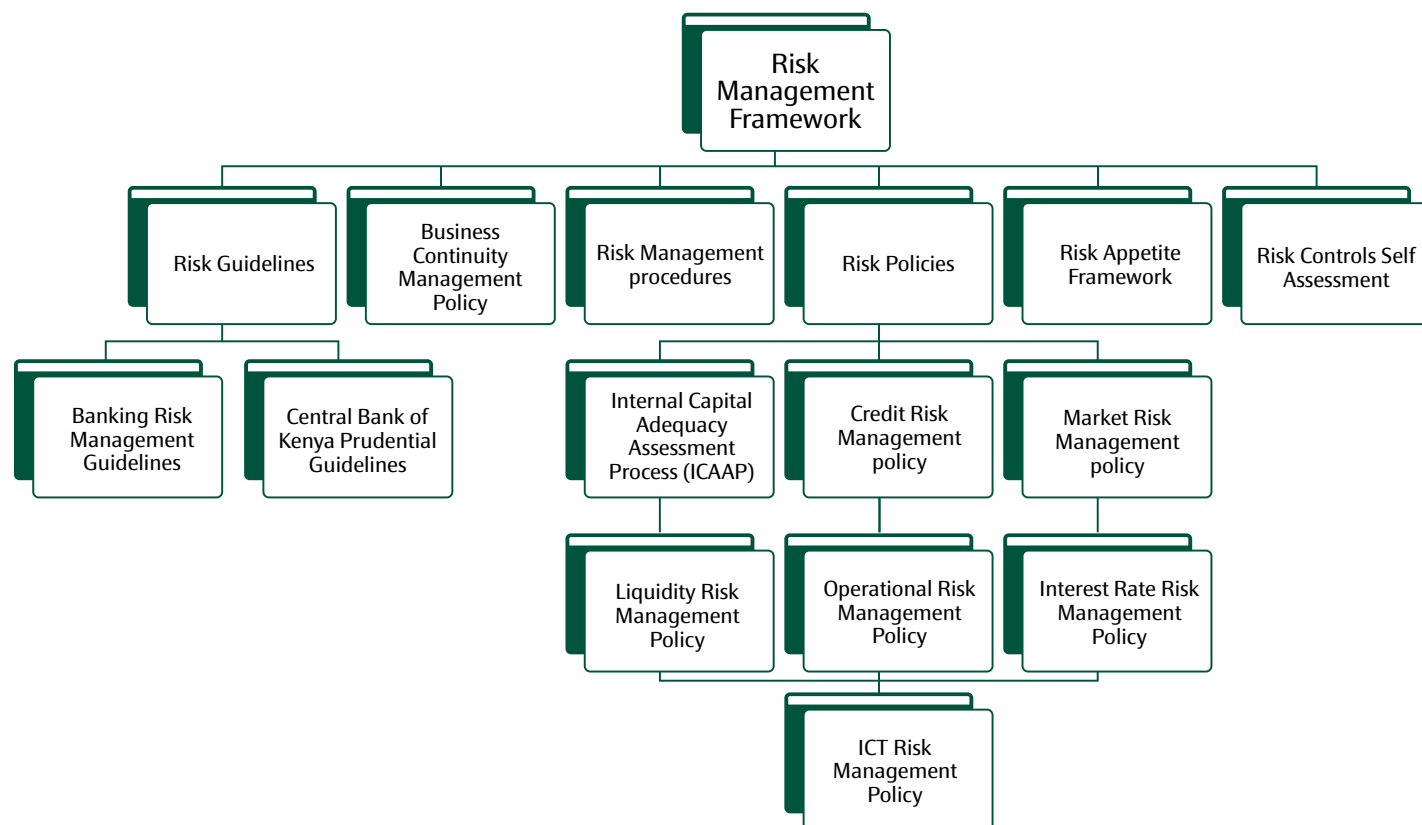 Risk
Management
Framework
Risk Guidelines
Business
Continuity
Management
Policy
Risk Management
procedures
Risk Policies
Risk Appetite
Framework
Risk Controls Self
Assessment
Banking Risk
Management
Guidelines
Central Bank of
Kenya Prudential
Guidelines
Internal Capital
Adequacy
Assessment
Process (ICAAP)
Credit Risk
Management
policy
Market Risk
Management
policy
Liquidity Risk
Management
Policy
Operational Risk
Management
Policy
Interest Rate Risk
Management
Policy
ICT Risk
Management
Policy